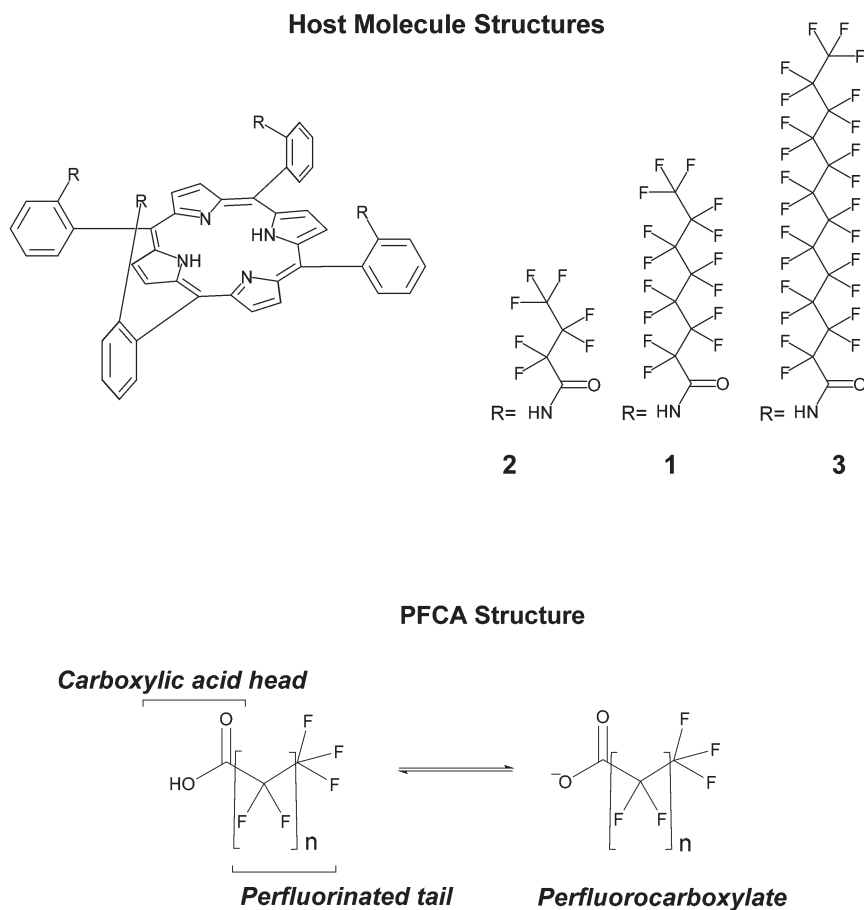 Host Molecule Structures
R
R
R
R
N
HN
NH
N
F F
F
F F
F F
R= HN
O
2
F F
F
F F
F F
F F
F F
F F
F F
R= HN
O
1
F F
F
F F
F F
F F
F F
F F
F F
F F
F F
F F
F F
F F
R= HN
O
3
PFCA Structure
Carboxylic acid head
O
HO
F F
F
F
F
n
Perfluorinated tail
O
–O
F F
F
F
F
n
Perfluorocarboxylate